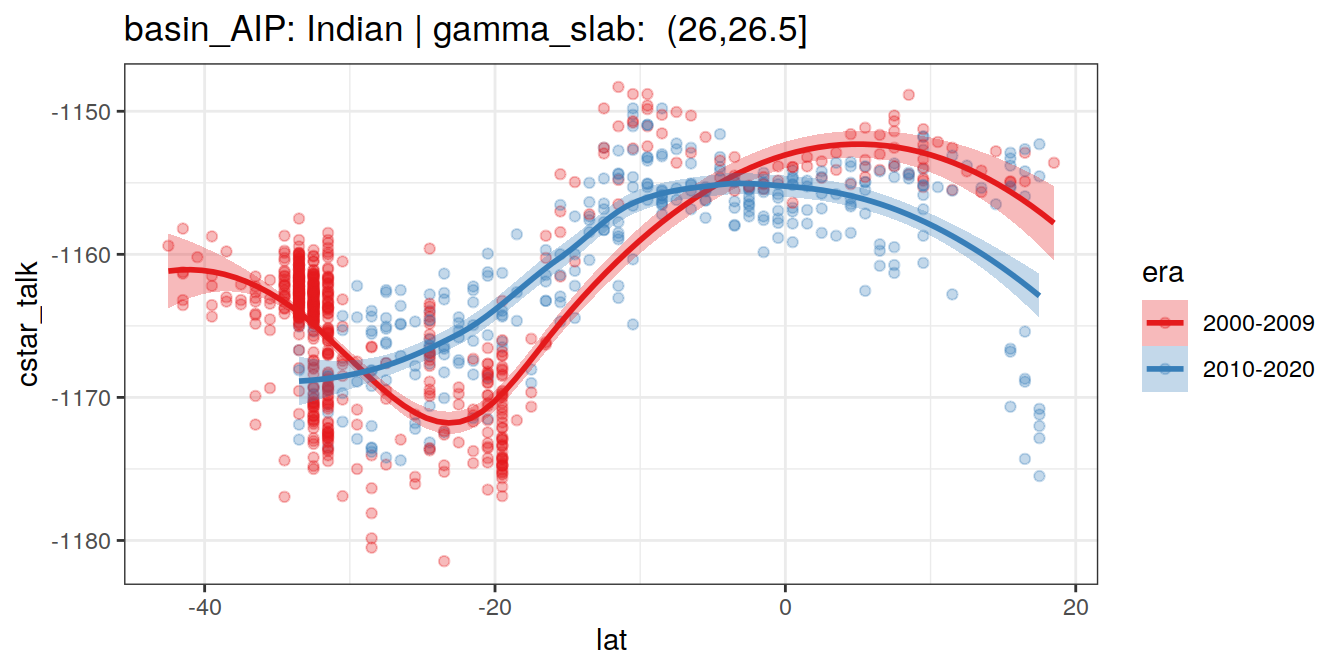 basin_AIP: Indian | gamma_slab:  (26,26.5]
cstar_talk
-1150
-1160
-1170
-1180
-40
-20
0
20
lat
era
2000-2009
2010-2020